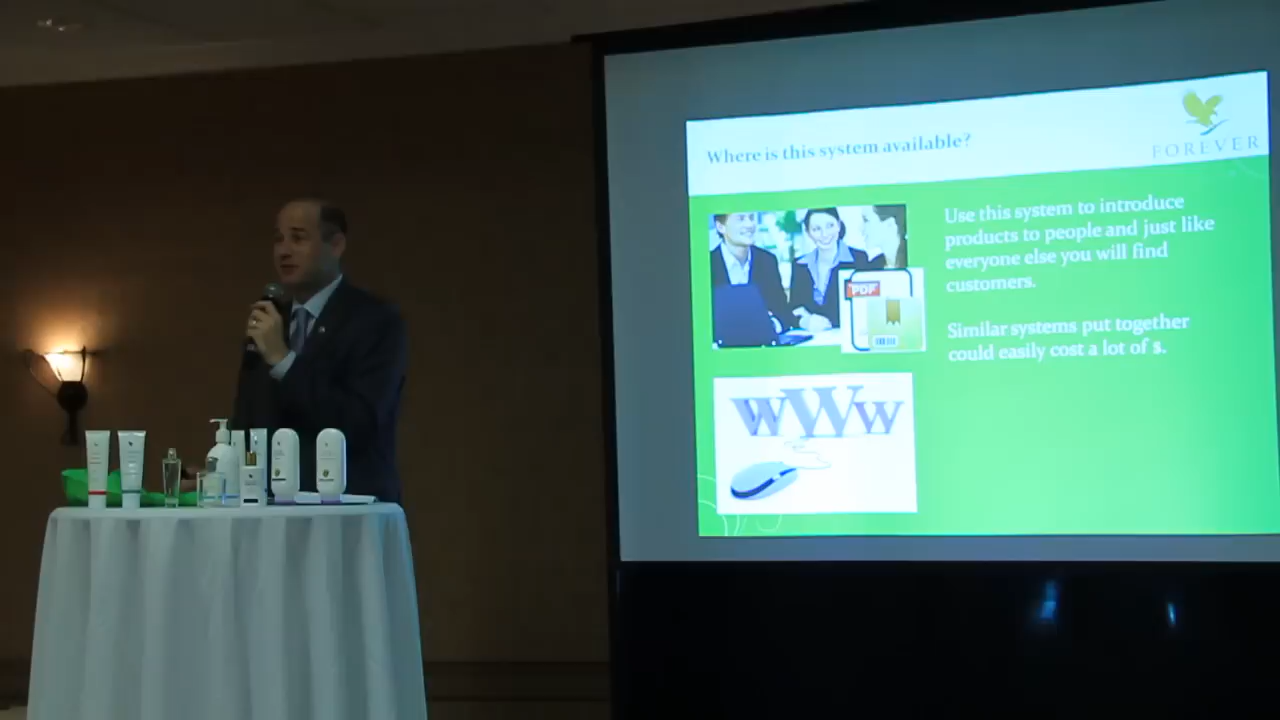 Where is this system available?
FOREVER
Use this system to introduce
products to people and just like
everyone else you will find
customers.
Similar systems put together
could easily cost a lot of $.
PDF
WWW